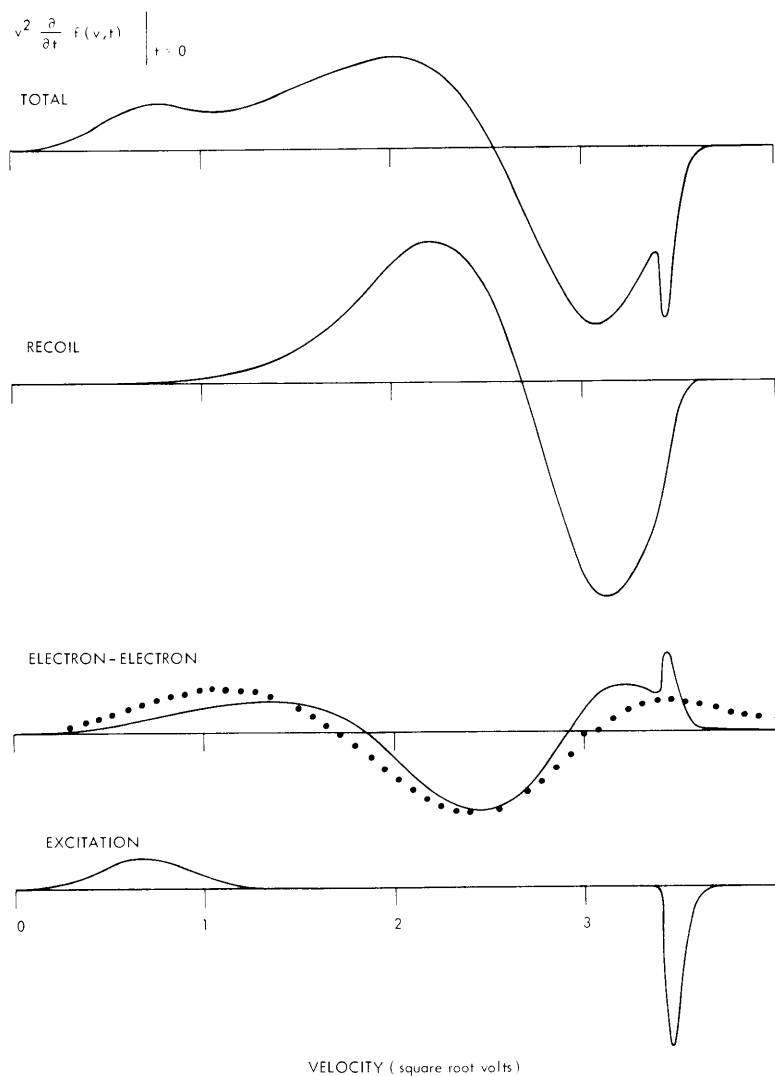 v² ∂/∂t f(v,t) | t = 0
TOTAL
RECOIL
ELECTRON-ELECTRON
EXCITATION
0 1 2 3
VELOCITY (square root volts)